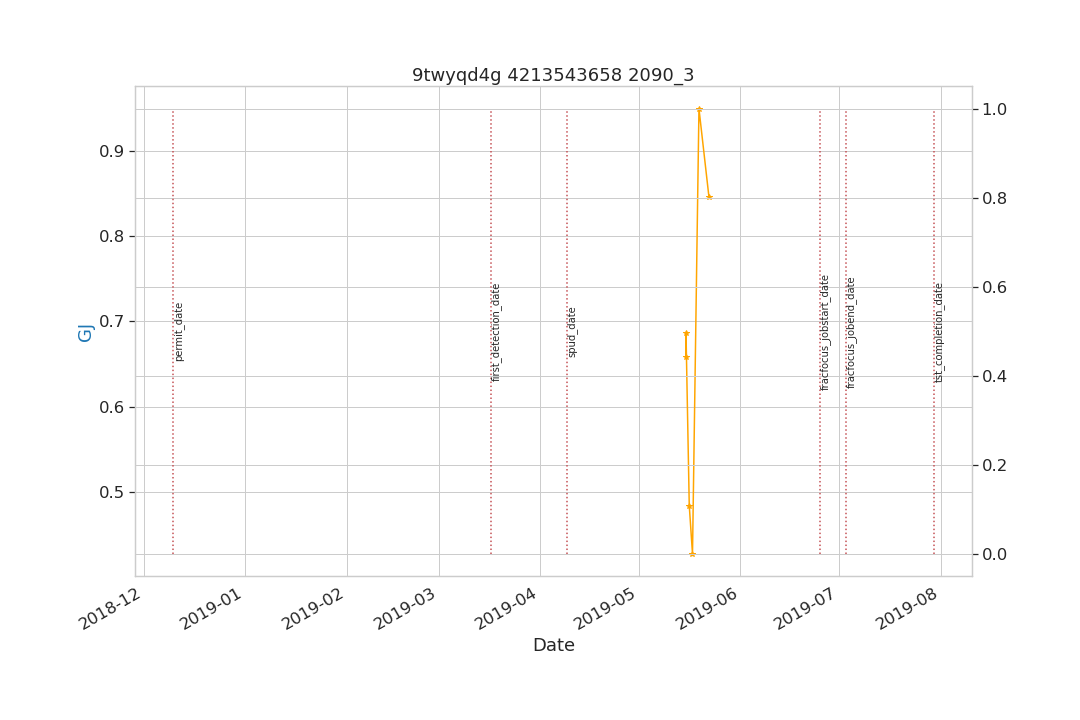 9twyqd4g 4213543658 2090_3
GJ
0.9
0.8
0.7
0.6
0.5
1.0
0.8
0.6
0.4
0.2
0.0
permit_date
first_detection_date
spud_date
fracfocus_jobstart_date
fracfocus_jobend_date
tst_completion_date
2018-12
2019-01
2019-02
2019-03
2019-04
2019-05
2019-06
2019-07
2019-08
Date